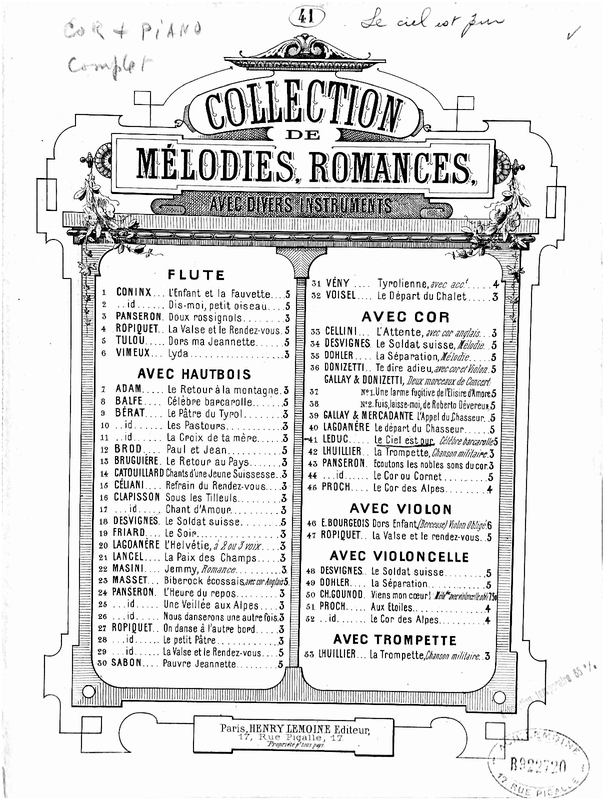 41
Le ciel est pur
COR + PIANO
Complet
COLLECTION
DE
MÉLODIES, ROMANCES,
AVEC DIVERS INSTRUMENTS
FLUTE
1 CONINX... L'Enfant et la Fauvette.... 5
2 ..id..... Dis-moi, petit oiseau..... 5
3 PANSERON. Doux rossignols........ 3
4 ROPIQUET.. La Valse et le Rendez-vous. 5
5 TULOU..... Dors ma Jeannette...... 5
6 VIMEUX... Lyda.................. 3
AVEC HAUTBOIS
7 ADAM..... Le Retour à la montagne. 3
8 BALFE.... Célèbre barcarolle...... 5
9 BÉRAT.... Le Pâtre du Tyrol....... 3
10 ..id..... Les Pastours........... 3
11 ..id..... La Croix de ta mère..... 3
12 BROD..... Paul et Jean........... 5
13 BRUGUIÈRE. Le Retour au Pays..... 3
14 CATOUILLARD Chants d'une Jeune Suissesse. 3
15 CÉLIANI... Refrain du Rendez-vous... 3
16 CLAPISSON Sous les Tilleuls........ 3
17 ...id.... Chant d'Amour......... 3
18 DESVIGNES. Le Soldat suisse....... 5
19 FRIARD.... Le Soir................ 3
20 LAGOANÈRE L'Helvétie, à 2 ou 3 voix... 3
21 LANCEL... La Paix des Champs.... 3
22 MASINI... Jemmy, Romance....... 3
23 MASSET... Biberock écossais, avec cor Anglais 5
24 PANSERON. L'Heure du repos....... 3
25 ...id.... Une Veillée aux Alpes.... 3
26 ...id.... Nous danserons une autre fois. 3
27 ROPIQUET.. On danse à l'autre bord... 3
28 ...id.... Le petit Pâtre.......... 3
29 ...id.... La Valse et le Rendez-vous... 5
30 SABON.... Pauvre Jeannette....... 5
31 VÉNY.... Tyrolienne, avec acct... 4
32 VOISEL... Le Départ du Chalet.... 3
AVEC COR
33 CELLINI... L'Attente, avec cor anglais... 3
34 DESVIGNES. Le Soldat suisse, Mélodie.. 5
35 DOHLER... La Séparation, Mélodie.... 5
36 DONIZETTI.. Te dire adieu, avec cor et Violon. 5
GALLAY & DONIZETTI, Deux morceaux de Concert
37 No 1. Une larme fugitive de l'Elisire d'Amore 5
38 No 2. Fuis, laisse-moi, de Roberto Dévereux 5
39 GALLAY & MERCADANTE L'Appel du Chasseur.. 5
40 LAGOANÈRE Le départ du Chasseur.... 5
41 LEDUC.... Le Ciel est pur, Célèbre barcarolle 5
42 LHUILLIER.. La Trompette, Chanson militaire. 3
43 PANSERON. Ecoutons les nobles sons du cor. 3
44 ...id.... Le Cor ou Cornet....... 5
45 PROCH.... Le Cor des Alpes....... 4
AVEC VIOLON
46 E. BOURGEOIS Dors Enfant, (Berceuse) Violon Obligé 6
47 ROPIQUET... La Valse et le rendez-vous.. 5
AVEC VIOLONCELLE
48 DESVIGNES. Le Soldat suisse....... 5
49 DOHLER... La Séparation......... 5
50 CH. GOUNOD. Viens mon cœur!
51 PROCH.... Aux Etoiles........... 4
52 ..id..... Le Cor des Alpes....... 4
AVEC TROMPETTE
53 LHUILLIER... La Trompette, Chanson militaire. 3
Paris, HENRY LEMOINE Editeur,
17, Rue Pigalle, 17
Propriété p. tous pays.
LEMOINE
B922720
17 RUE PIGALLE